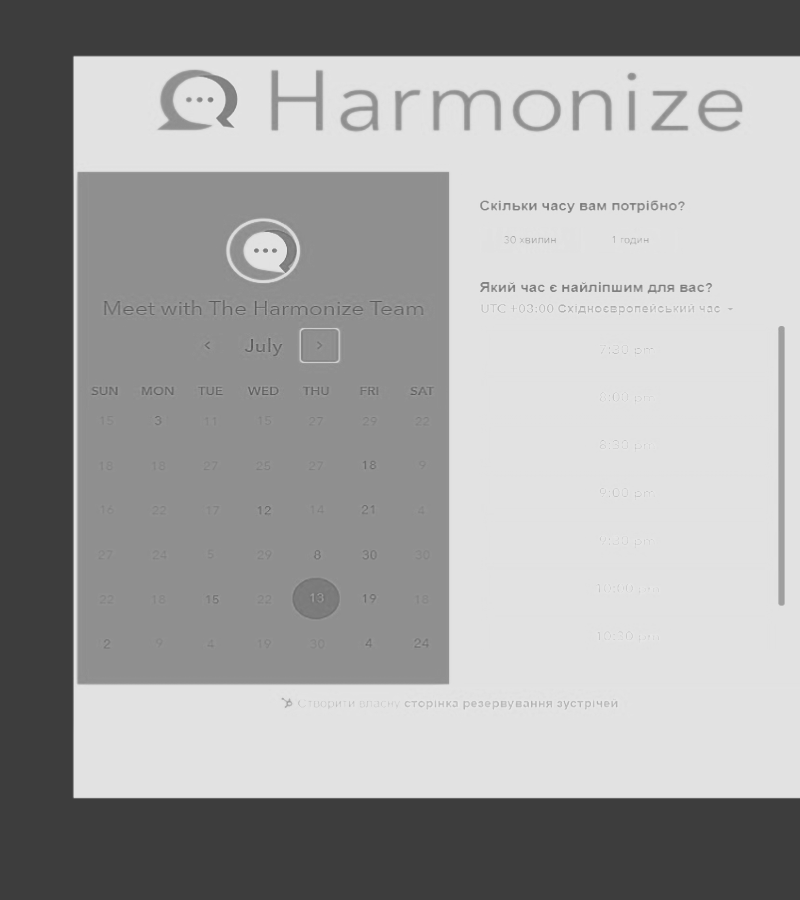 Harmonize
Meet with The Harmonize Team
July
SUN MON TUE WED THU FRI SAT
15 3 11 15 27 29 22
18 18 27 25 27 18 9
16 22 17 12 14 21 4
27 24 5 29 8 30 30
22 18 15 22 13 19 18
2 9 4 19 30 4 24
Скільки часу вам потрібно?
30 хвилин 1 годин
Який час є найліпшим для вас?
UTC +03:00 Східноєвропейський час
7:30 pm
8:00 pm
8:30 pm
9:00 pm
9:30 pm
10:00 pm
10:30 pm
Створити власну сторінка резервування зустрічей